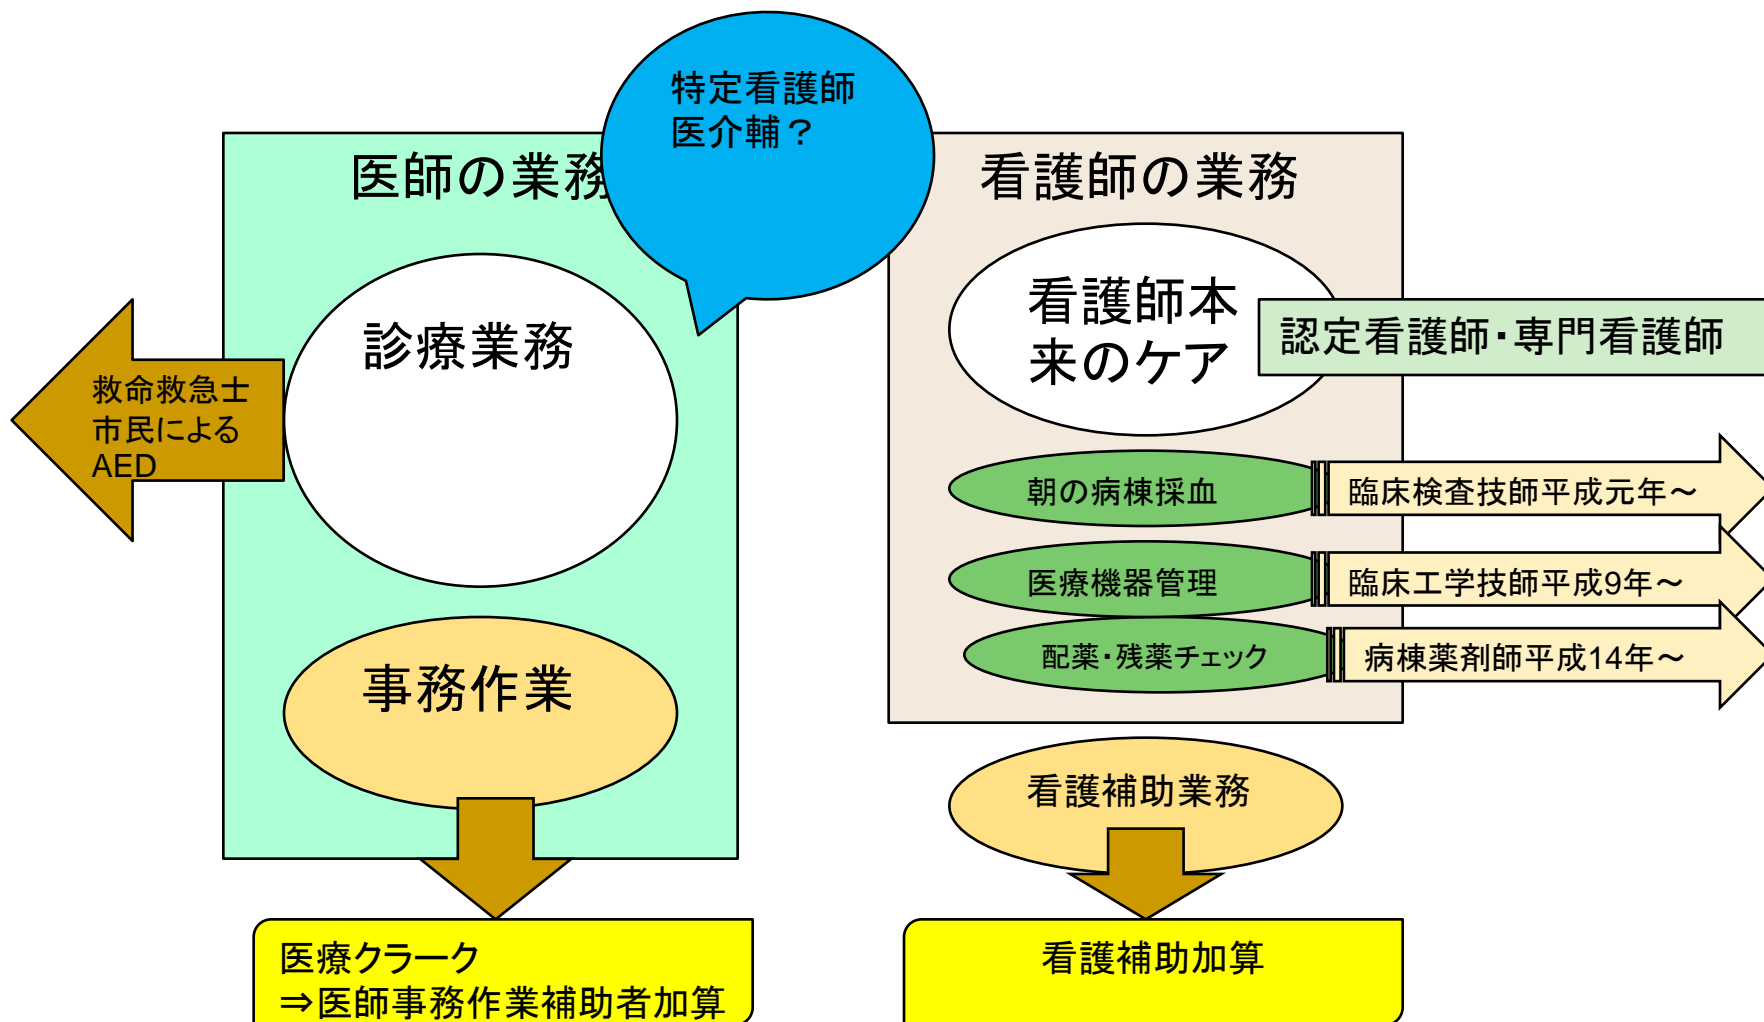 特定看護師
医介輔？
医師の業務
看護師の業務
診療業務
看護師本
来のケア
認定看護師・専門看護師
救命救急士
市民による
AED
朝の病棟採血
臨床検査技師平成元年～
医療機器管理
臨床工学技師平成9年～
配薬・残薬チェック
病棟薬剤師平成14年～
事務作業
看護補助業務
医療クラーク
⇒医師事務作業補助者加算
看護補助加算